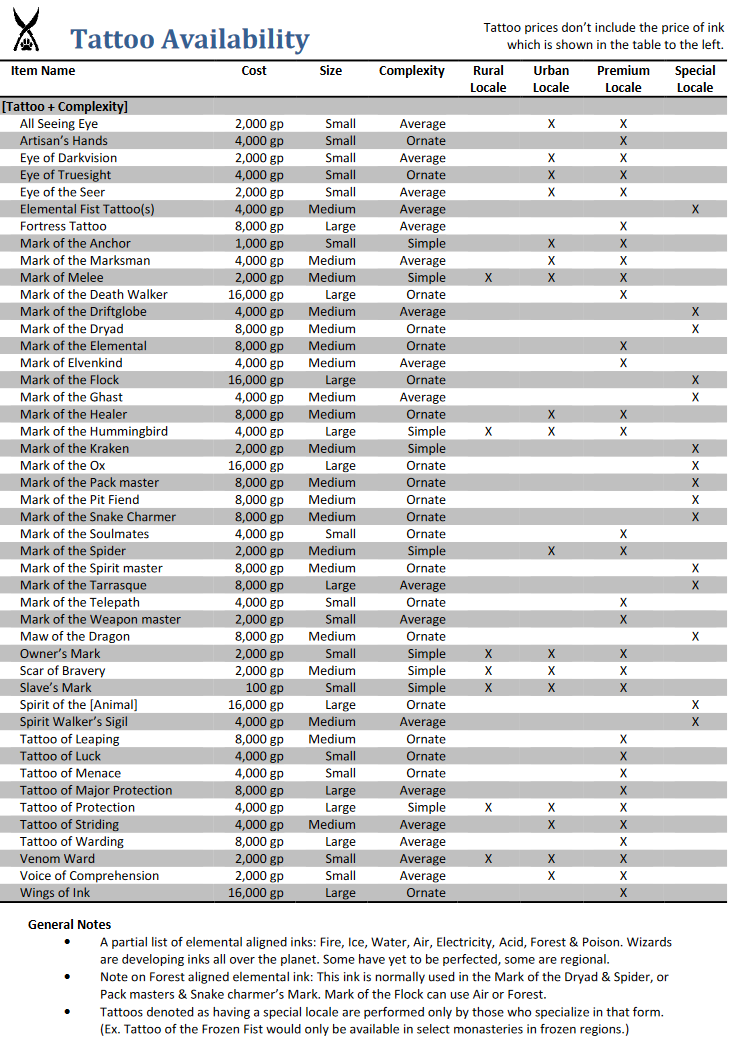 Tattoo Availability
Tattoo prices don't include the price of ink
which is shown in the table to the left.
Item Name Cost Size Complexity Rural Locale Urban Locale Premium Locale Special Locale
[Tattoo + Complexity]
All Seeing Eye 2,000 gp Small Average X X
Artisan's Hands 4,000 gp Small Ornate X
Eye of Darkvision 2,000 gp Small Average X X
Eye of Truesight 4,000 gp Small Ornate X X
Eye of the Seer 2,000 gp Small Average X X
Elemental Fist Tattoo(s) 4,000 gp Medium Average X
Fortress Tattoo 8,000 gp Large Average X
Mark of the Anchor 1,000 gp Small Simple X X
Mark of the Marksman 4,000 gp Medium Average X X
Mark of Melee 2,000 gp Medium Simple X X X
Mark of the Death Walker 16,000 gp Large Ornate X
Mark of the Driftglobe 4,000 gp Medium Average X
Mark of the Dryad 8,000 gp Medium Ornate X
Mark of the Elemental 8,000 gp Medium Ornate X
Mark of Elvenkind 4,000 gp Medium Average X
Mark of the Flock 16,000 gp Large Ornate X
Mark of the Ghast 4,000 gp Medium Average X
Mark of the Healer 8,000 gp Medium Ornate X X
Mark of the Hummingbird 4,000 gp Large Simple X X X
Mark of the Kraken 2,000 gp Medium Simple X
Mark of the Ox 16,000 gp Large Ornate X
Mark of the Pack master 8,000 gp Medium Ornate X
Mark of the Pit Fiend 8,000 gp Medium Ornate X
Mark of the Snake Charmer 8,000 gp Medium Ornate X
Mark of the Soulmates 4,000 gp Small Ornate X
Mark of the Spider 2,000 gp Medium Simple X X
Mark of the Spirit master 8,000 gp Medium Ornate X
Mark of the Tarrasque 8,000 gp Large Average X
Mark of the Telepath 4,000 gp Small Ornate X
Mark of the Weapon master 2,000 gp Small Average X
Maw of the Dragon 8,000 gp Medium Ornate X
Owner's Mark 2,000 gp Small Simple X X X
Scar of Bravery 2,000 gp Medium Simple X X X
Slave's Mark 100 gp Small Simple X X X
Spirit of the [Animal] 16,000 gp Large Ornate X
Spirit Walker's Sigil 4,000 gp Medium Average X
Tattoo of Leaping 8,000 gp Medium Ornate X
Tattoo of Luck 4,000 gp Small Ornate X
Tattoo of Menace 4,000 gp Small Ornate X
Tattoo of Major Protection 8,000 gp Large Average X
Tattoo of Protection 4,000 gp Large Simple X X X
Tattoo of Striding 4,000 gp Medium Average X X
Tattoo of Warding 8,000 gp Large Average X
Venom Ward 2,000 gp Small Average X X X
Voice of Comprehension 2,000 gp Small Average X X
Wings of Ink 16,000 gp Large Ornate X
General Notes
• A partial list of elemental aligned inks: Fire, Ice, Water, Air, Electricity, Acid, Forest & Poison. Wizards
are developing inks all over the planet. Some have yet to be perfected, some are regional.
• Note on Forest aligned elemental ink: This ink is normally used in the Mark of the Dryad & Spider, or
Pack masters & Snake charmer's Mark. Mark of the Flock can use Air or Forest.
• Tattoos denoted as having a special locale are performed only by those who specialize in that form.
(Ex. Tattoo of the Frozen Fist would only be available in select monasteries in frozen regions.)